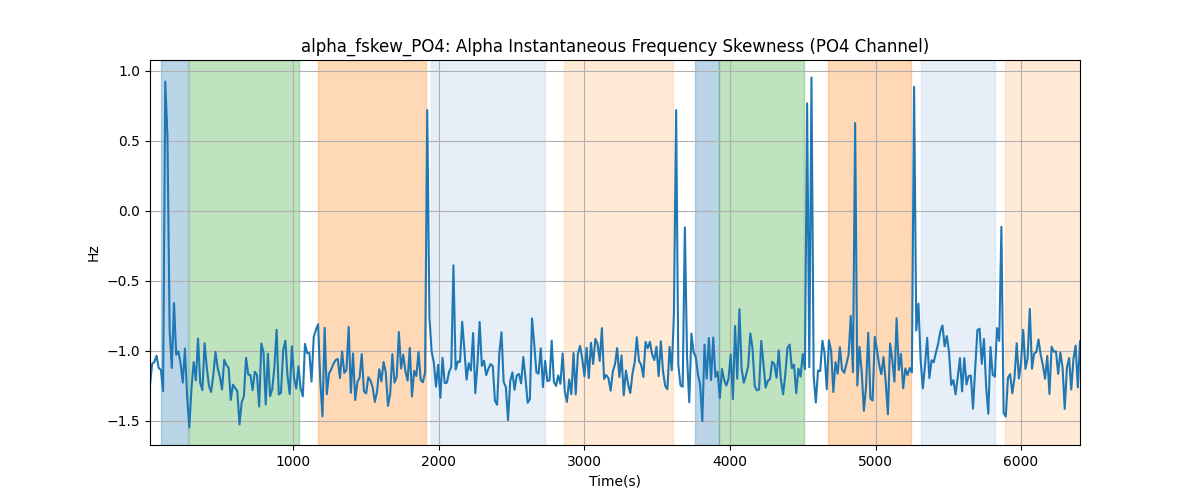 alpha_fskew_PO4: Alpha Instantaneous Frequency Skewness (PO4 Channel)
1.0
0.5
0.0
−0.5
−1.0
−1.5
Hz
1000 2000 3000 4000 5000 6000
Time(s)